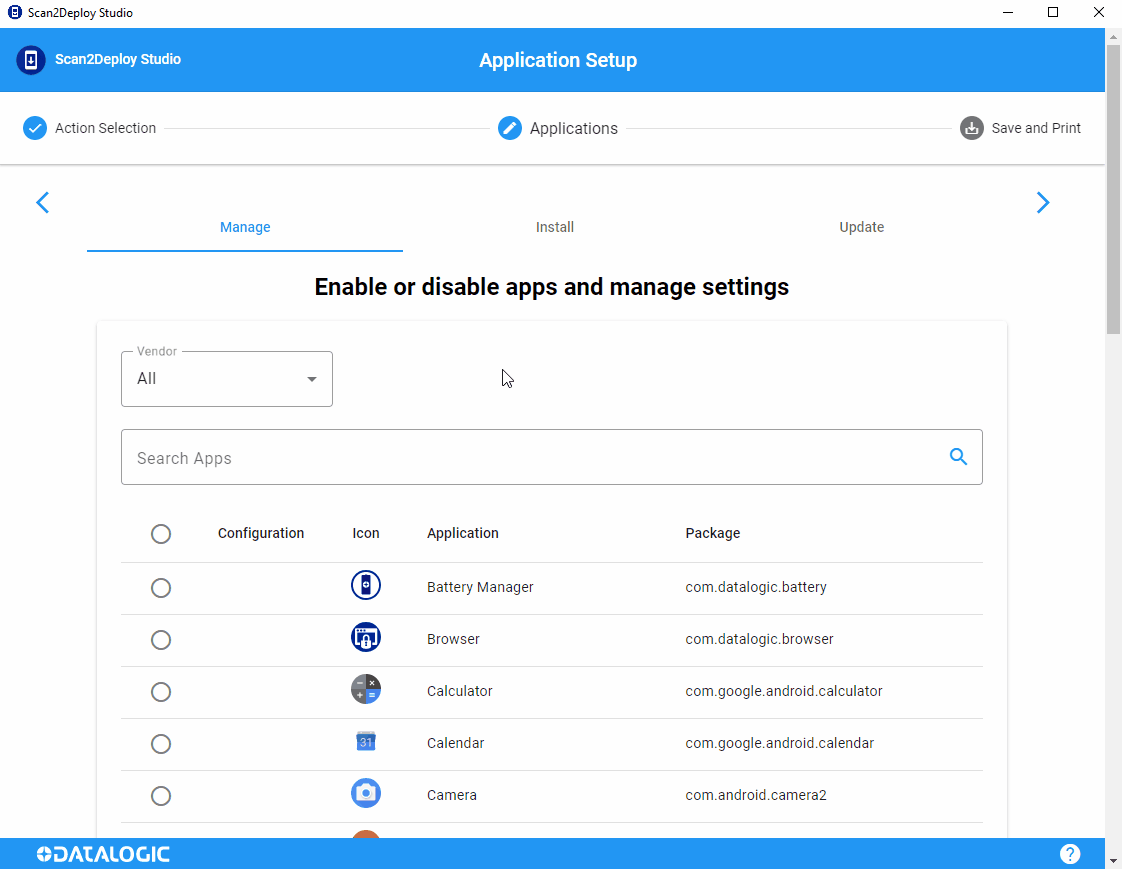 Scan2Deploy Studio
Scan2Deploy Studio
Application Setup
Action Selection
Applications
Save and Print
Manage
Install
Update
Enable or disable apps and manage settings
Vendor
All
Search Apps
Configuration Icon Application Package
Battery Manager com.datalogic.battery
Browser com.datalogic.browser
Calculator com.google.android.calculator
31 Calendar com.google.android.calendar
Camera com.android.camera2
DATALOGIC ?